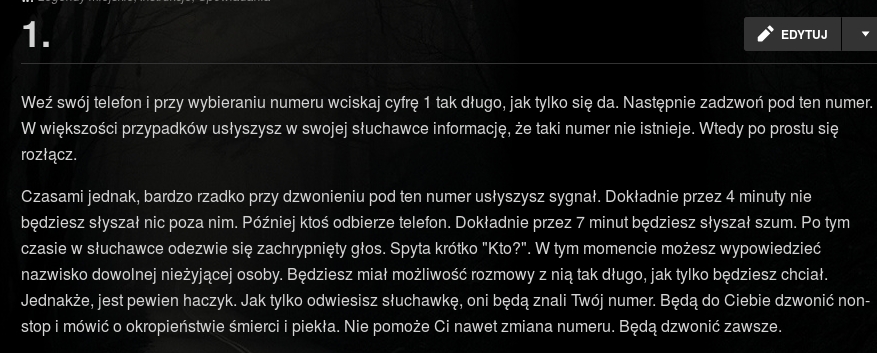 Legendy miejskie, Instrukcje, Opowiadania
1.
EDYTUJ
Weź swój telefon i przy wybieraniu numeru wciskaj cyfrę 1 tak długo, jak tylko się da. Następnie zadzwoń pod ten numer.
W większości przypadków usłyszysz w swojej słuchawce informację, że taki numer nie istnieje. Wtedy po prostu się
rozłącz.
Czasami jednak, bardzo rzadko przy dzwonieniu pod ten numer usłyszysz sygnał. Dokładnie przez 4 minuty nie
będziesz słyszał nic poza nim. Później ktoś odbierze telefon. Dokładnie przez 7 minut będziesz słyszał szum. Po tym
czasie w słuchawce odezwie się zachrypnięty głos. Spyta krótko "Kto?". W tym momencie możesz wypowiedzieć
nazwisko dowolnej nieżyjącej osoby. Będziesz miał możliwość rozmowy z nią tak długo, jak tylko będziesz chciał.
Jednakże, jest pewien haczyk. Jak tylko odwiesisz słuchawkę, oni będą znali Twój numer. Będą do Ciebie dzwonić non-
stop i mówić o okropieństwie śmierci i piekła. Nie pomoże Ci nawet zmiana numeru. Będą dzwonić zawsze.